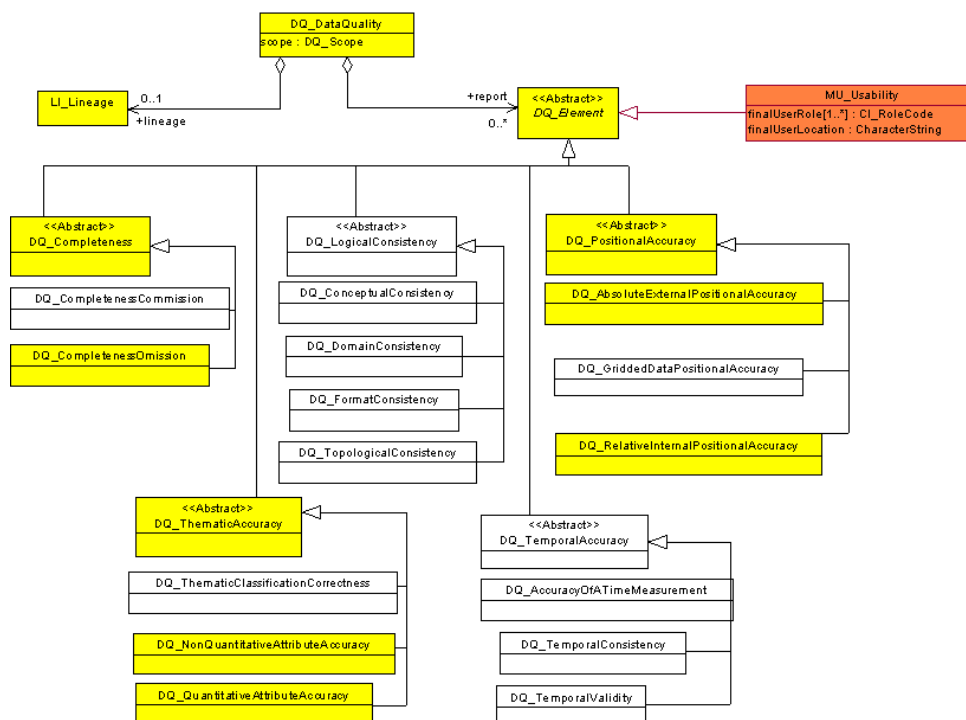 DQ_DataQuality
scope : DQ_Scope
LI_Lineage
0..1
+lineage
+report
0..*
<<Abstract>>
DQ_Element
MU_Usability
finalUserRole[1..*] : CI_RoleCode
finalUserLocation : CharacterString
<<Abstract>>
DQ_Completeness
DQ_CompletenessCommission
DQ_CompletenessOmission
<<Abstract>>
DQ_LogicalConsistency
DQ_ConceptualConsistency
DQ_DomainConsistency
DQ_FormatConsistency
DQ_TopologicalConsistency
<<Abstract>>
DQ_PositionalAccuracy
DQ_AbsoluteExternalPositionalAccuracy
DQ_GriddedDataPositionalAccuracy
DQ_RelativeInternalPositionalAccuracy
<<Abstract>>
DQ_ThematicAccuracy
DQ_ThematicClassificationCorrectness
DQ_NonQuantitativeAttributeAccuracy
DQ_QuantitativeAttributeAccuracy
<<Abstract>>
DQ_TemporalAccuracy
DQ_AccuracyOfATimeMeasurement
DQ_TemporalConsistency
DQ_TemporalValidity